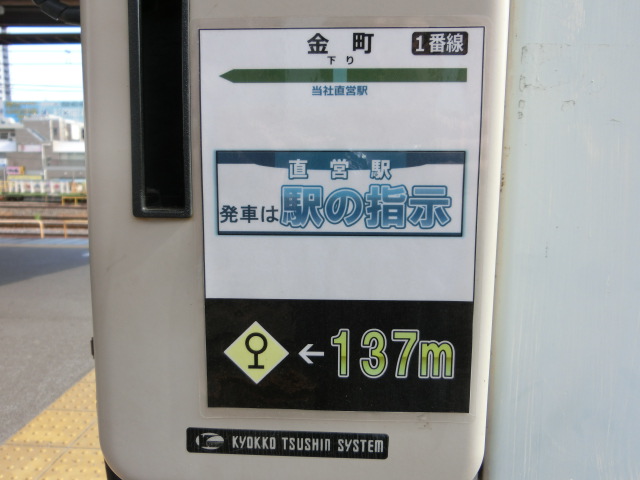 金町 1番線
下り
当社直営駅
直営駅
発車は駅の指示
←137m
KYOKKO TSUSHIN SYSTEM